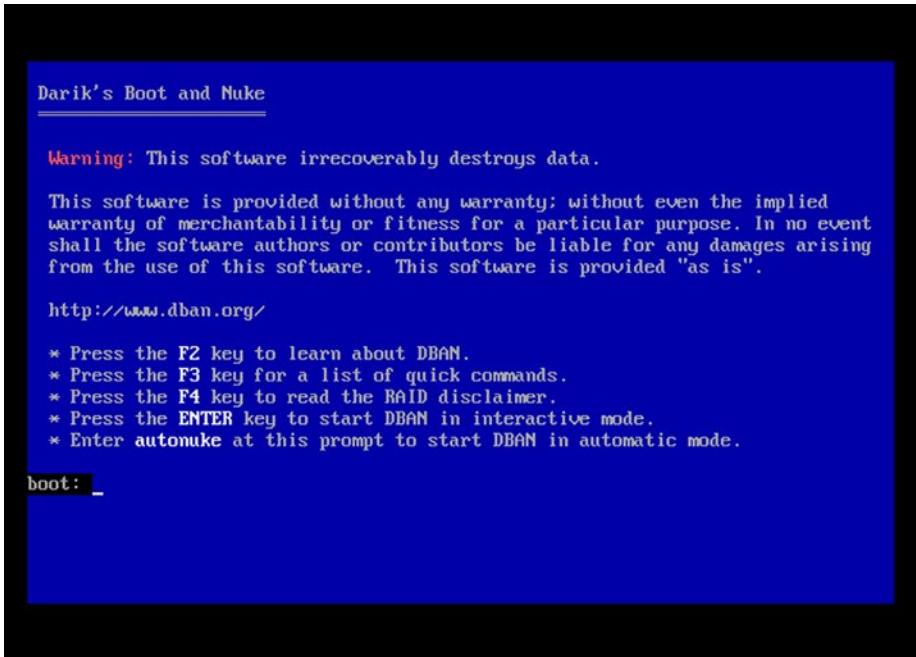 Darik's Boot and Nuke
Warning: This software irrecoverably destroys data.
This software is provided without any warranty; without even the implied
warranty of merchantability or fitness for a particular purpose. In no event
shall the software authors or contributors be liable for any damages arising
from the use of this software.  This software is provided "as is".
http://www.dban.org/
* Press the F2 key to learn about DBAN.
* Press the F3 key for a list of quick commands.
* Press the F4 key to read the RAID disclaimer.
* Press the ENTER key to start DBAN in interactive mode.
* Enter autonuke at this prompt to start DBAN in automatic mode.
boot: _